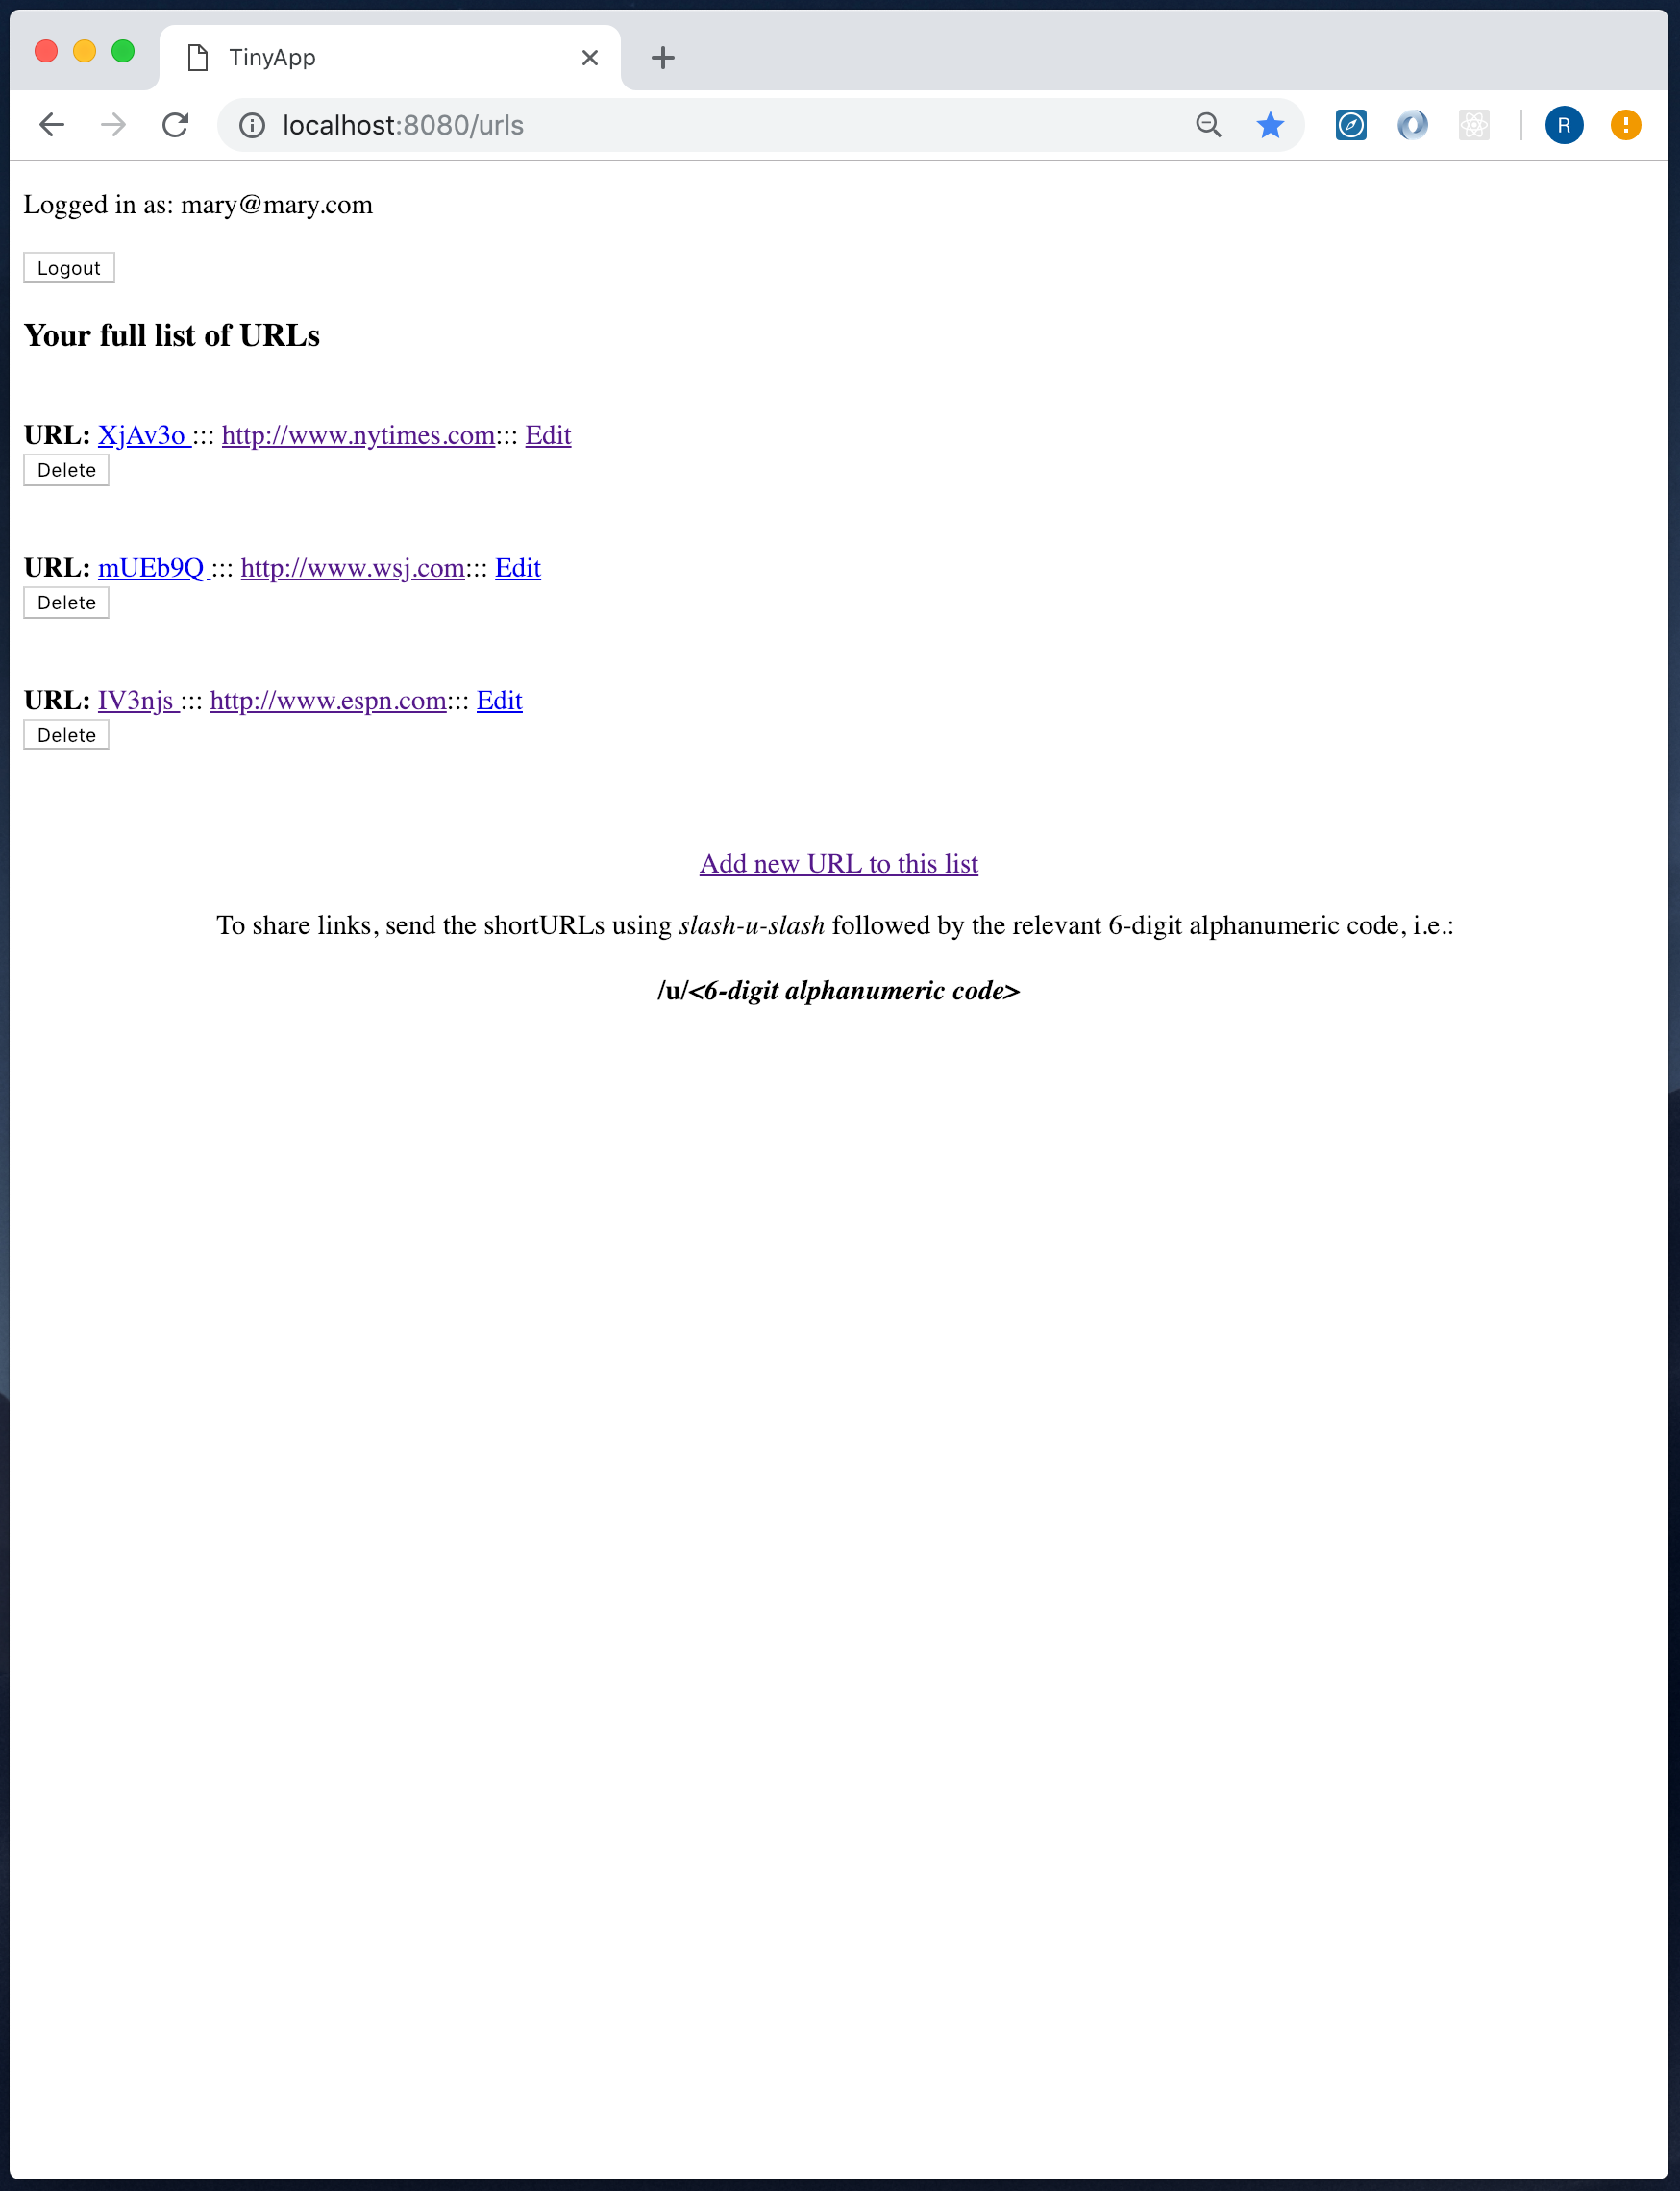 TinyApp
localhost:8080/urls
R
Logged in as: mary@mary.com
Logout
Your full list of URLs
URL: XjAv3o ::: http://www.nytimes.com::: Edit
Delete
URL: mUEb9Q ::: http://www.wsj.com::: Edit
Delete
URL: IV3njs ::: http://www.espn.com::: Edit
Delete
Add new URL to this list
To share links, send the shortURLs using slash-u-slash followed by the relevant 6-digit alphanumeric code, i.e.:
/u/<6-digit alphanumeric code>